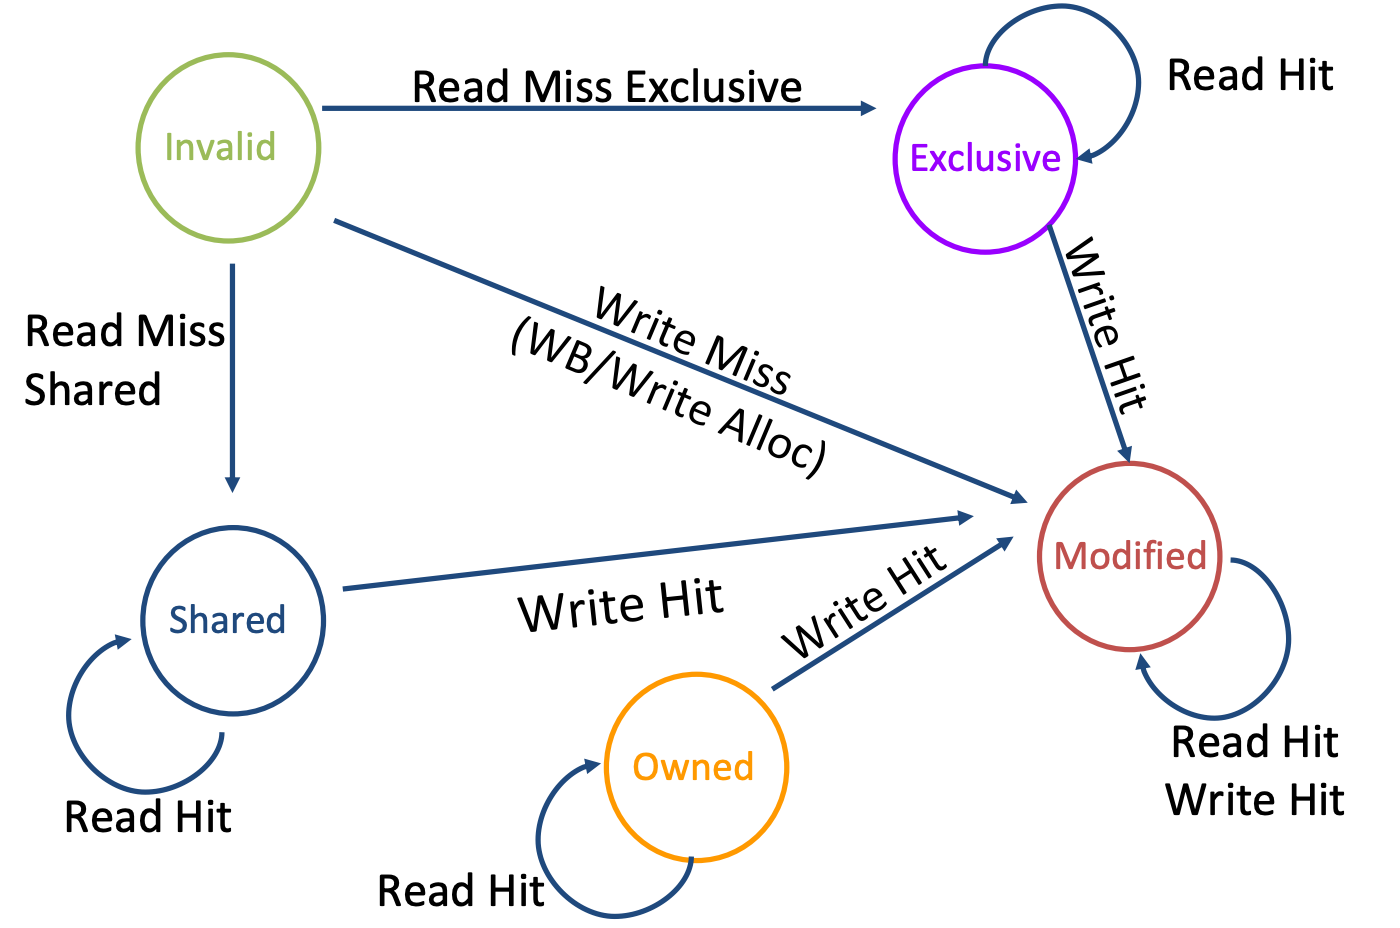 Read Miss Exclusive
Read Hit
Invalid
Exclusive
Write Hit
Read Miss
Shared
Write Miss
(WB/Write Alloc)
Modified
Write Hit
Write Hit
Shared
Owned
Read Hit
Write Hit
Read Hit
Read Hit